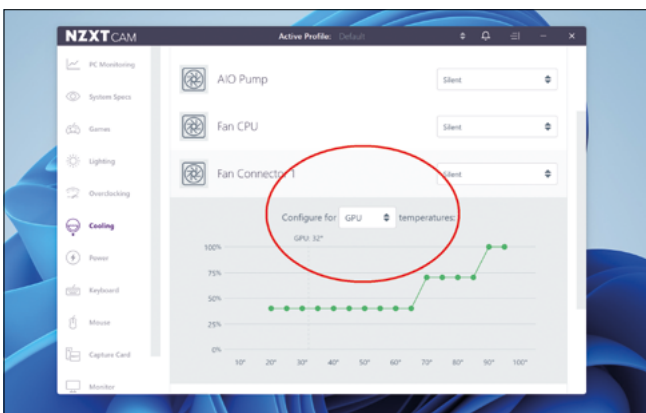 NZXT CAM
Active Profile: Default
PC Monitoring
System Specs
Games
Lighting
Overclocking
Cooling
Power
Keyboard
Mouse
Capture Card
Monitor
AIO Pump Silent
Fan CPU Silent
Fan Connector 1 Silent
Configure for GPU temperatures:
GPU: 32°
100%
75%
50%
25%
0%
10° 20° 30° 40° 50° 60° 70° 80° 90° 100°